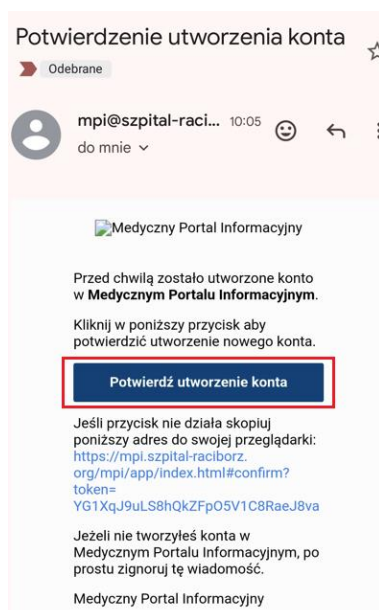 Potwierdzenie utworzenia konta
Odebrane
mpi@szpital-raci... 10:05
do mnie
Medyczny Portal Informacyjny
Przed chwilą zostało utworzone konto
w Medycznym Portalu Informacyjnym.
Kliknij w poniższy przycisk aby
potwierdzić utworzenie nowego konta.
Potwierdź utworzenie konta
Jeśli przycisk nie działa skopiuj
poniższy adres do swojej przeglądarki:
https://mpi.szpital-raciborz.
org/mpi/app/index.html#confirm?
token=
YG1XqJ9uLS8hQkZFpO5V1C8RaeJ8va
Jeżeli nie tworzyłeś konta w
Medycznym Portalu Informacyjnym, po
prostu zignoruj tę wiadomość.
Medyczny Portal Informacyjny